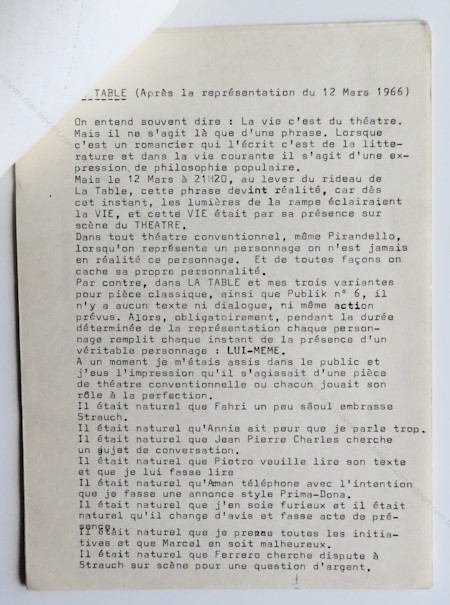 TABLE (Après la représentation du 12 Mars 1966)
On entend souvent dire : La vie c'est du théatre.
Mais il ne s'agit là que d'une phrase. Lorsque
c'est un romancier qui l'écrit c'est de la litte-
rature et dans la vie courante il s'agit d'une ex-
pression de philosophie populaire.
Mais le 12 Mars à 21H20, au lever du rideau de
La Table, cette phrase devint réalité, car dès
cet instant, les lumières de la rampe éclairaient
la VIE, et cette VIE était par sa présence sur
scène du THEATRE.
Dans tout théatre conventionnel, même Pirandello,
lorsqu'on représente un personnage on n'est jamais
en réalité ce personnage. Et de toutes façons on
cache sa propre personnalité.
Par contre, dans LA TABLE et mes trois variantes
pour pièce classique, ainsi que Publik n° 6, il
n'y a aucun texte ni dialogue, ni même action
prévus. Alors, obligatoirement, pendant la durée
déterminée de la représentation chaque person-
nage remplit chaque instant de la présence d'un
véritable personnage : LUI-MEME.
A un moment je m'étais assis dans le public et
j'eus l'impression qu'il s'agissait d'une pièce
de théatre conventionelle ou chacun jouait son
rôle à la perfection.
Il était naturel que Fahri un peu sâoul embrasse
Strauch.
Il était naturel qu'Annie ait peur que je parle trop.
Il était naturel que Jean Pierre Charles cherche
un sujet de conversation.
Il était naturel que Pietro veuille lire son texte
et que je lui fasse lire
Il était naturel qu'Aman téléphone avec l'intention
que je fasse une annonce style Prima-Dona.
Il était naturel que j'en soie furieux et il était
naturel qu'il change d'avis et fasse acte de pré-
sence.
Il était naturel que je prenne toutes les initia-
tives et que Marcel en soit malheureux.
Il était naturel que Ferrero cherche dispute à
Strauch sur scène pour une question d'argent.